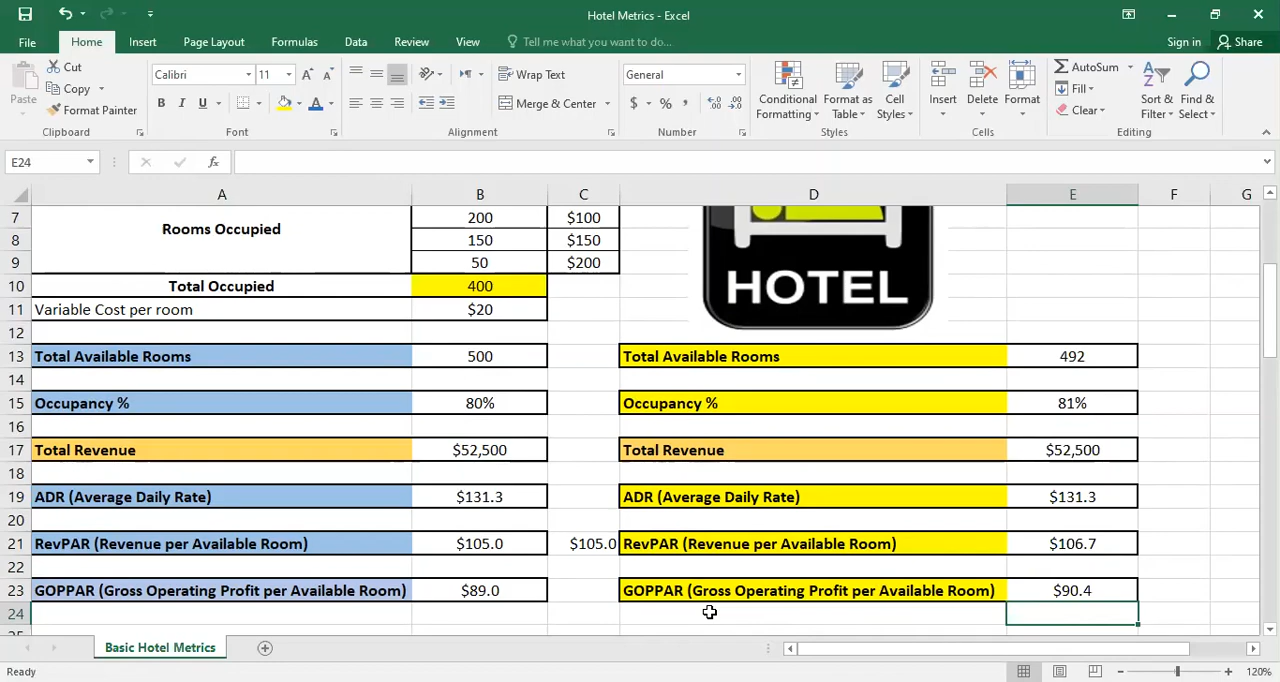 Hotel Metrics - Excel
File Home Insert Page Layout Formulas Data Review View Tell me what you want to do... Sign in Share
Paste Cut Copy Format Painter Clipboard
Calibri 11 A A B I U A Font
Wrap Text Merge & Center Alignment
General $ % , Number
Conditional Formatting Format as Table Cell Styles Styles
Insert Delete Format Cells
AutoSum Fill Clear Sort & Filter Find & Select Editing
E24 fx
A B C D E F G
7 200 $100
Rooms Occupied
8 150 $150
9 50 $200
HOTEL
10 Total Occupied 400
11 Variable Cost per room $20
12
13 Total Available Rooms 500 Total Available Rooms 492
14
15 Occupancy % 80% Occupancy % 81%
16
17 Total Revenue $52,500 Total Revenue $52,500
18
19 ADR (Average Daily Rate) $131.3 ADR (Average Daily Rate) $131.3
20
21 RevPAR (Revenue per Available Room) $105.0 $105.0 RevPAR (Revenue per Available Room) $106.7
22
23 GOPPAR (Gross Operating Profit per Available Room) $89.0 GOPPAR (Gross Operating Profit per Available Room) $90.4
24
Basic Hotel Metrics
Ready 120%